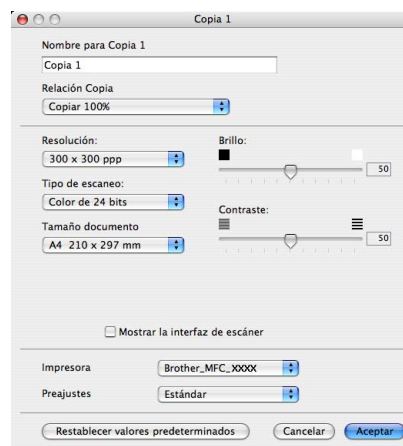 Copia 1
Nombre para Copia 1
Copia 1
Relación Copia
Copiar 100%
Resolución:
300 x 300 ppp
Tipo de escaneo:
Color de 24 bits
Tamaño documento
A4 210 x 297 mm
Brillo:
50
Contraste:
50
Mostrar la interfaz de escáner
Impresora
Brother_MFC_XXXX
Preajustes
Estándar
Restablecer valores predeterminados
Cancelar
Aceptar